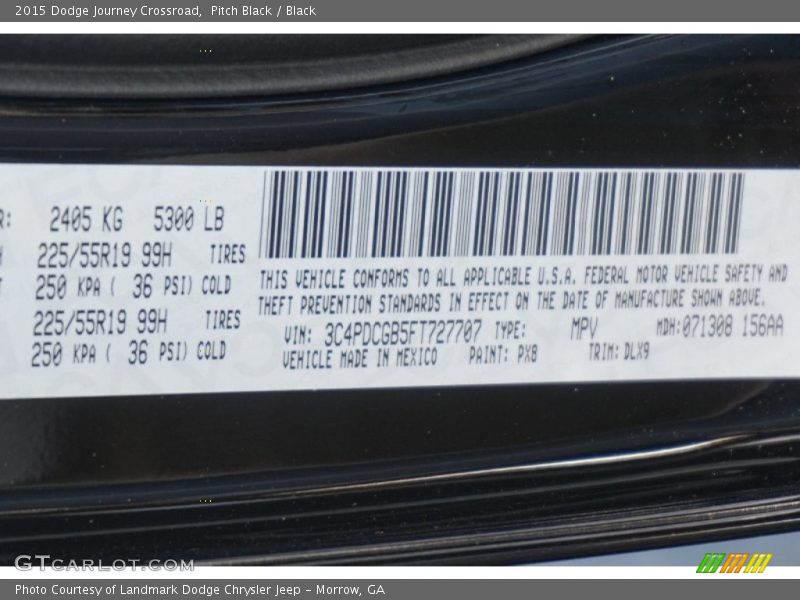 2015 Dodge Journey Crossroad, Pitch Black / Black
R: 2405 KG 5300 LB
225/55R19 99H TIRES
250 KPA ( 36 PSI) COLD
225/55R19 99H TIRES
250 KPA ( 36 PSI) COLD
THIS VEHICLE CONFORMS TO ALL APPLICABLE U.S.A. FEDERAL MOTOR VEHICLE SAFETY AND
THEFT PREVENTION STANDARDS IN EFFECT ON THE DATE OF MANUFACTURE SHOWN ABOVE.
VIN: 3C4PDCGB5FT727707 TYPE: MPV MDH:071308 156AA
VEHICLE MADE IN MEXICO PAINT: PX8 TRIM: DLX9
GTcarlot.com
Photo Courtesy of Landmark Dodge Chrysler Jeep – Morrow, GA